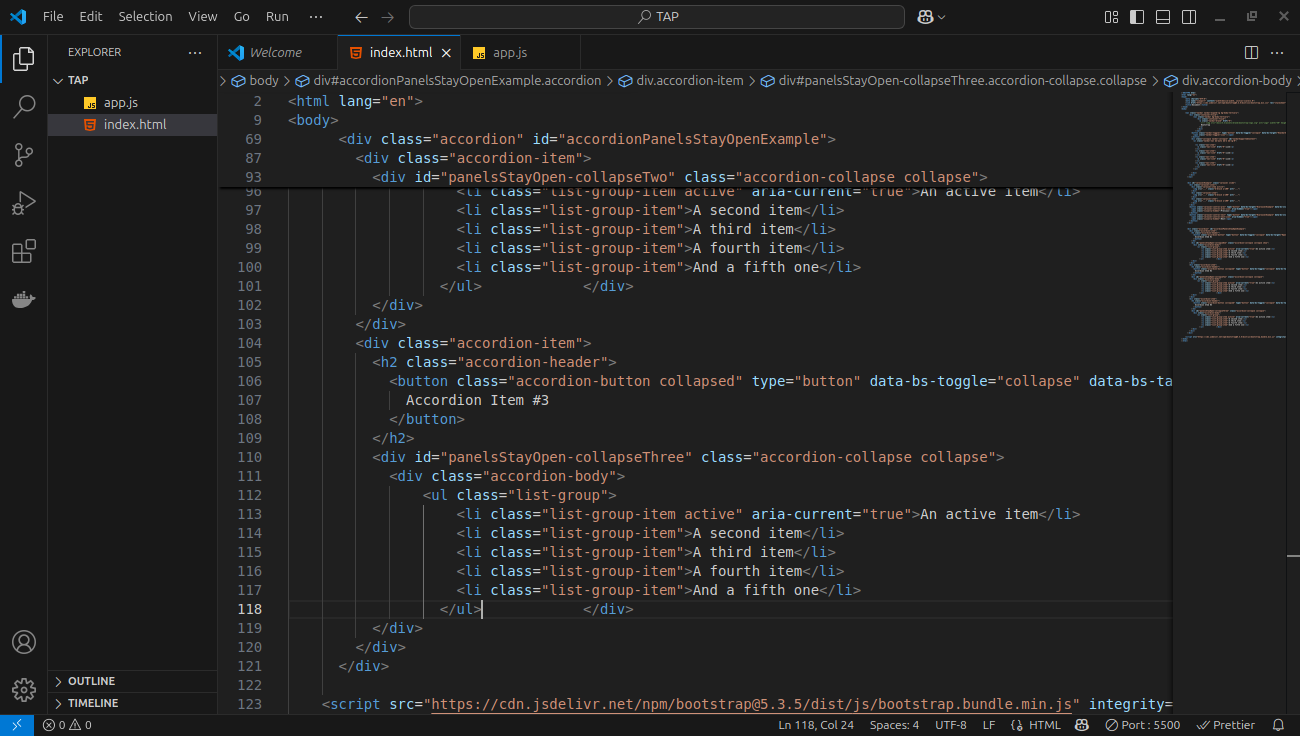 File Edit Selection View Go Run ··· TAP
EXPLORER ···
Welcome index.html app.js
TAP
app.js
index.html
OUTLINE
TIMELINE
body > div#accordionPanelsStayOpenExample.accordion > div.accordion-item > div#panelsStayOpen-collapseThree.accordion-collapse.collapse > div.accordion-body >
2 <html lang="en">
9 <body>
69 <div class="accordion" id="accordionPanelsStayOpenExample">
87 <div class="accordion-item">
93 <div id="panelsStayOpen-collapseTwo" class="accordion-collapse collapse">
96 <li class="list-group-item active" aria-current="true">An active item</li>
97 <li class="list-group-item">A second item</li>
98 <li class="list-group-item">A third item</li>
99 <li class="list-group-item">A fourth item</li>
100 <li class="list-group-item">And a fifth one</li>
101 </ul> </div>
102 </div>
103 </div>
104 <div class="accordion-item">
105 <h2 class="accordion-header">
106 <button class="accordion-button collapsed" type="button" data-bs-toggle="collapse" data-bs-ta
107 Accordion Item #3
108 </button>
109 </h2>
110 <div id="panelsStayOpen-collapseThree" class="accordion-collapse collapse">
111 <div class="accordion-body">
112 <ul class="list-group">
113 <li class="list-group-item active" aria-current="true">An active item</li>
114 <li class="list-group-item">A second item</li>
115 <li class="list-group-item">A third item</li>
116 <li class="list-group-item">A fourth item</li>
117 <li class="list-group-item">And a fifth one</li>
118 </ul> </div>
119 </div>
120 </div>
121 </div>
122
123 <script src="https://cdn.jsdelivr.net/npm/bootstrap@5.3.5/dist/js/bootstrap.bundle.min.js" integrity=
0 0 Ln 118, Col 24 Spaces: 4 UTF-8 LF {} HTML Port : 5500 Prettier